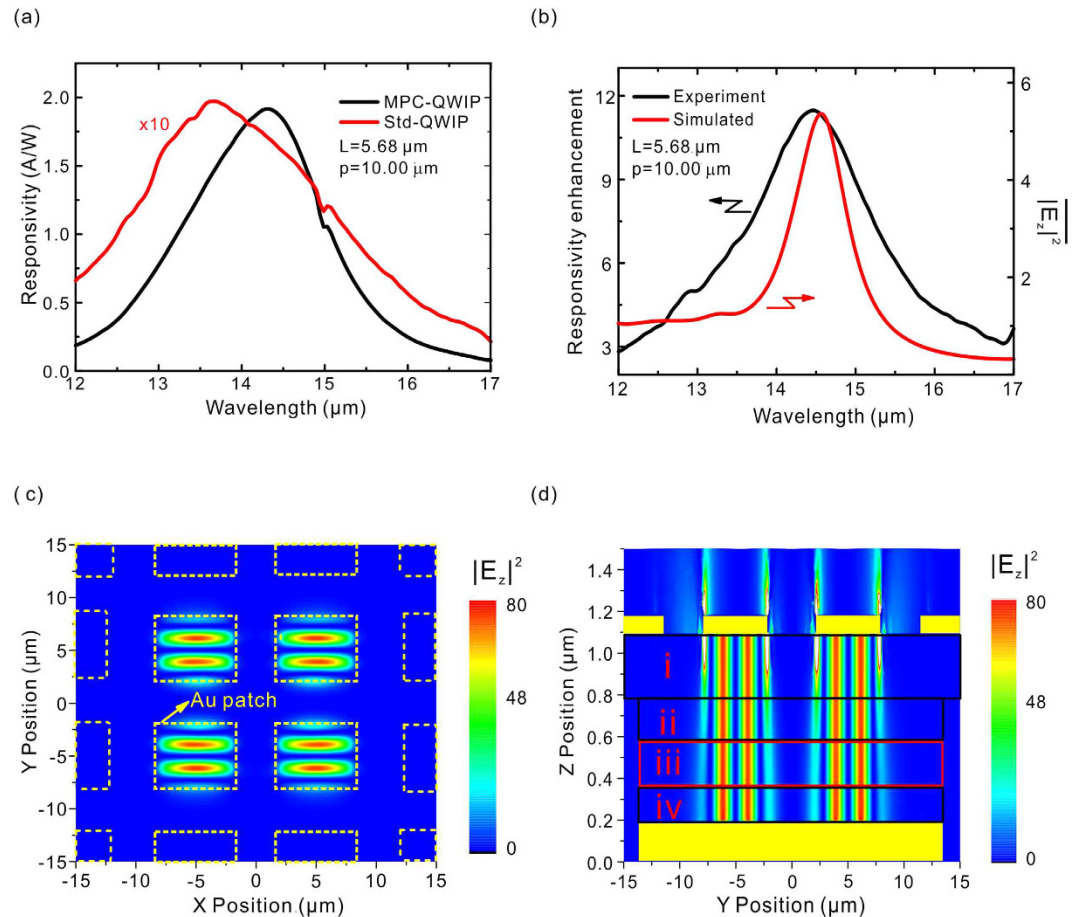 (a)
2.0
1.5
1.0
0.5
0.0
Responsivity (A/W)
x10
MPC-QWIP
Std-QWIP
L=5.68 µm
p=10.00 µm
12 13 14 15 16 17
Wavelength (µm)
(b)
12
9
6
3
Responsivity enhancement
Experiment
Simulated
L=5.68 µm
p=10.00 µm
6
4
2
|E_z|²
12 13 14 15 16 17
Wavelength (µm)
( c)
15
10
5
0
-5
-10
-15
Y Position (µm)
Au patch
-15 -10 -5 0 5 10 15
X Position (µm)
|E_z|²
80
48
0
(d)
1.4
1.2
1.0
0.8
0.6
0.4
0.2
0.0
Z Position (µm)
i
ii
iii
iv
-15 -10 -5 0 5 10 15
Y Position (µm)
|E_z|²
80
48
0